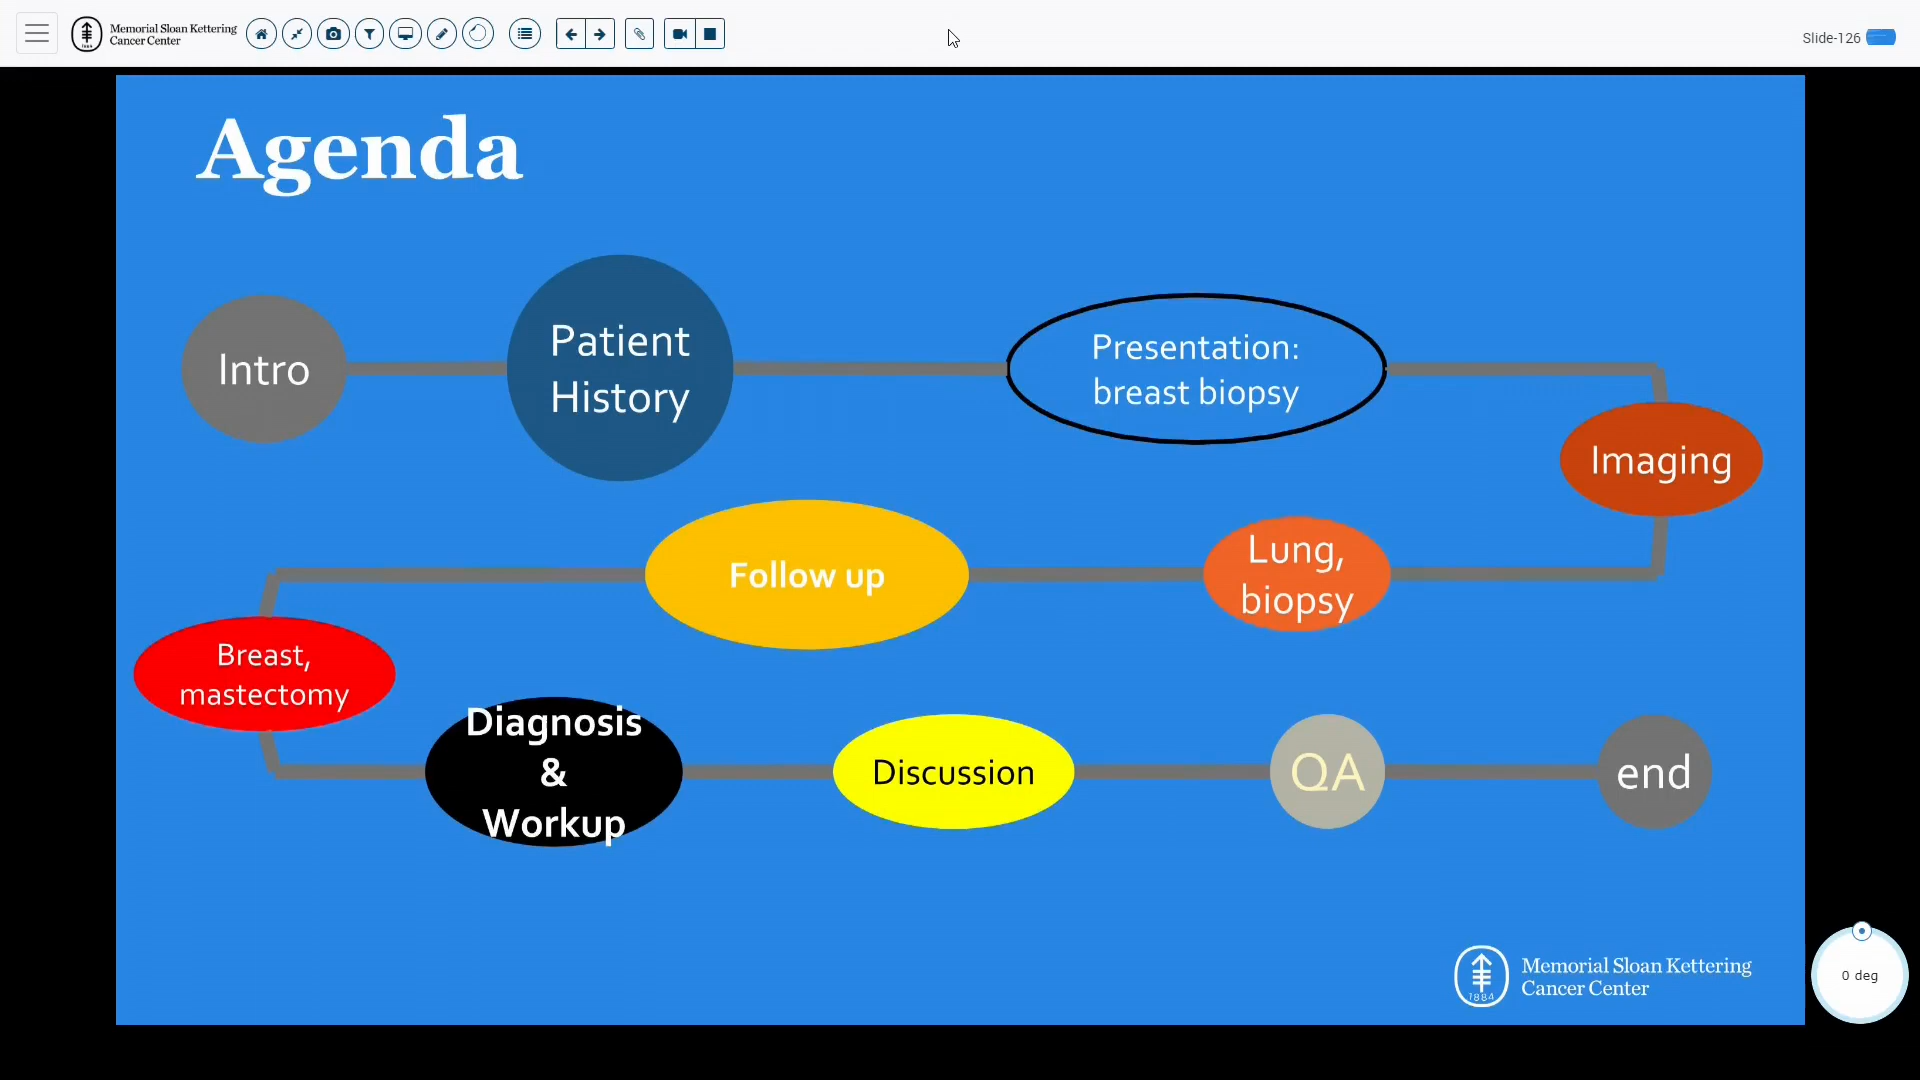 Memorial Sloan Kettering
Cancer Center
Slide-126
Agenda
Intro
Patient
History
Presentation:
breast biopsy
Imaging
Lung,
biopsy
Follow up
Breast,
mastectomy
Diagnosis
&
Workup
Discussion
QA
end
1884
Memorial Sloan Kettering
Cancer Center
0 deg